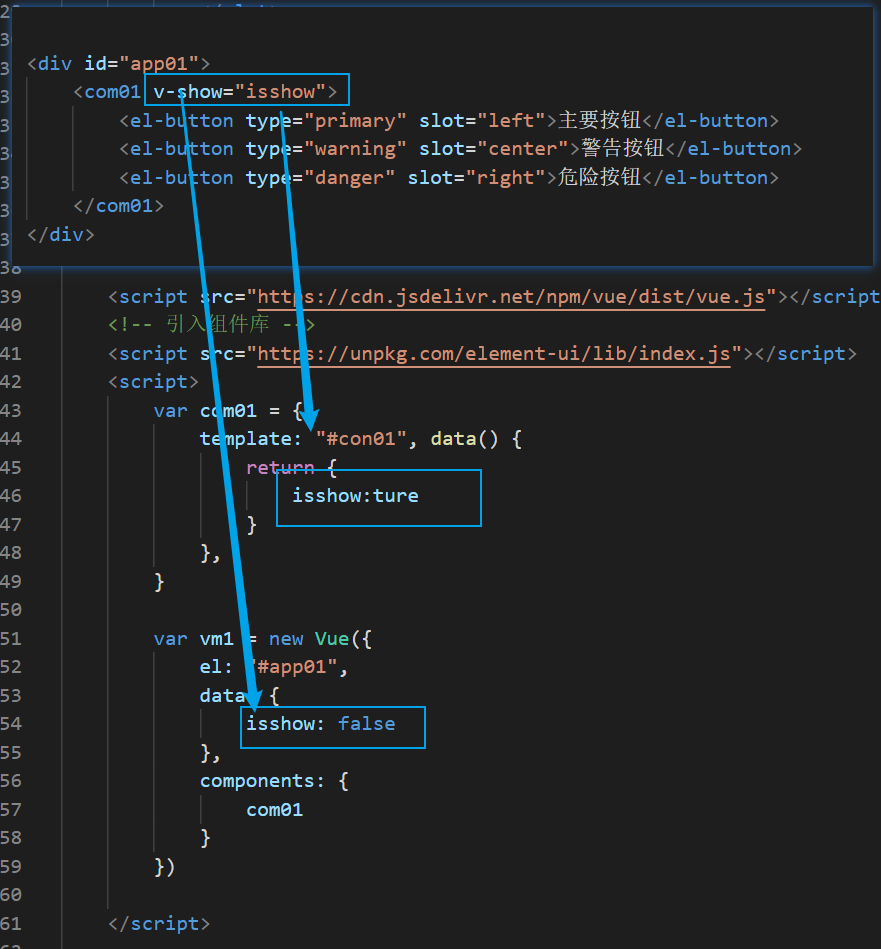 <div id="app01">
<com01 v-show="isshow">
<el-button type="primary" slot="left">主要按钮</el-button>
<el-button type="warning" slot="center">警告按钮</el-button>
<el-button type="danger" slot="right">危险按钮</el-button>
</com01>
</div>
38
39 <script src="https://cdn.jsdelivr.net/npm/vue/dist/vue.js"></script
40 <!-- 引入组件库 -->
41 <script src="https://unpkg.com/element-ui/lib/index.js"></script>
42 <script>
43 var com01 = {
44 template: "#con01", data() {
45 return {
46 isshow:ture
47 }
48 },
49 }
50
51 var vm1 = new Vue({
52 el: "#app01",
53 data: {
54 isshow: false
55 },
56 components: {
57 com01
58 }
59 })
60
61 </script>